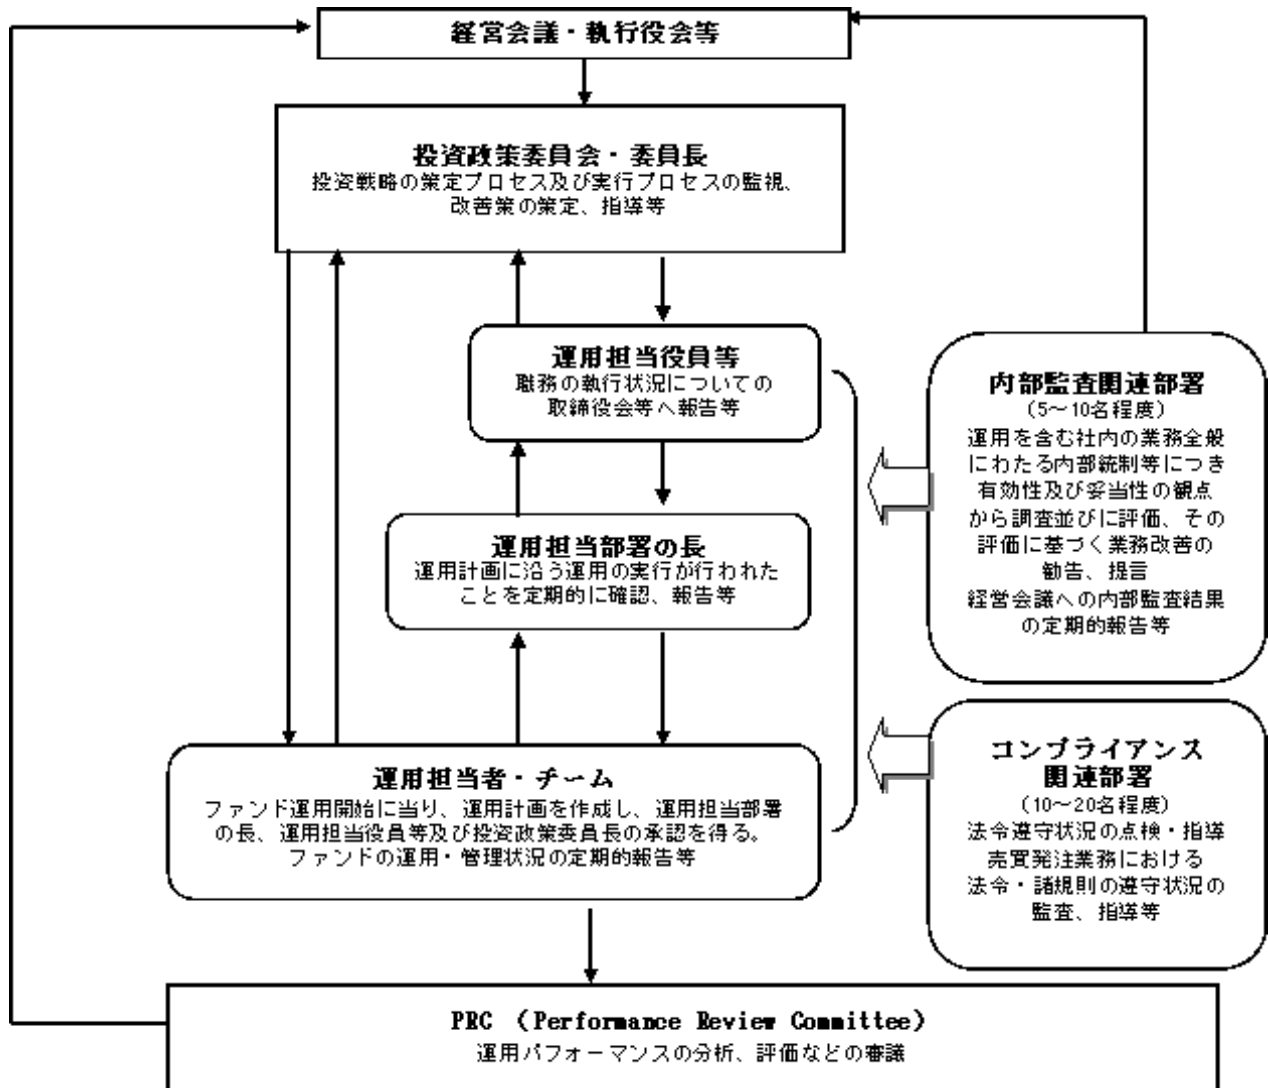 経営会議・執行役会等
投資政策委員会・委員長
投資戦略の策定プロセス及び実行プロセスの監視、
改善策の策定、指導等
運用担当役員等
職務の執行状況についての
取締役会等へ報告等
運用担当部署の長
運用計画に沿う運用の実行が行われた
ことを定期的に確認、報告等
運用担当者・チーム
ファンド運用開始に当り、運用計画を作成し、運用担当部署
の長、運用担当役員等及び投資政策委員長の承認を得る。
ファンドの運用・管理状況の定期的報告等
内部監査関連部署
(5~10名程度)
運用を含む社内の業務全般
にわたる内部統制等につき
有効性及び妥当性の観点
から調査並びに評価、その
評価に基づく業務改善の
勧告、提言
経営会議への内部監査結果
の定期的報告等
コンプライアンス
関連部署
(10~20名程度)
法令遵守状況の点検・指導
売買発注業務における
法令・諸規則の遵守状況の
監査、指導等
PRC (Performance Review Committee)
運用パフォーマンスの分析、評価などの審議